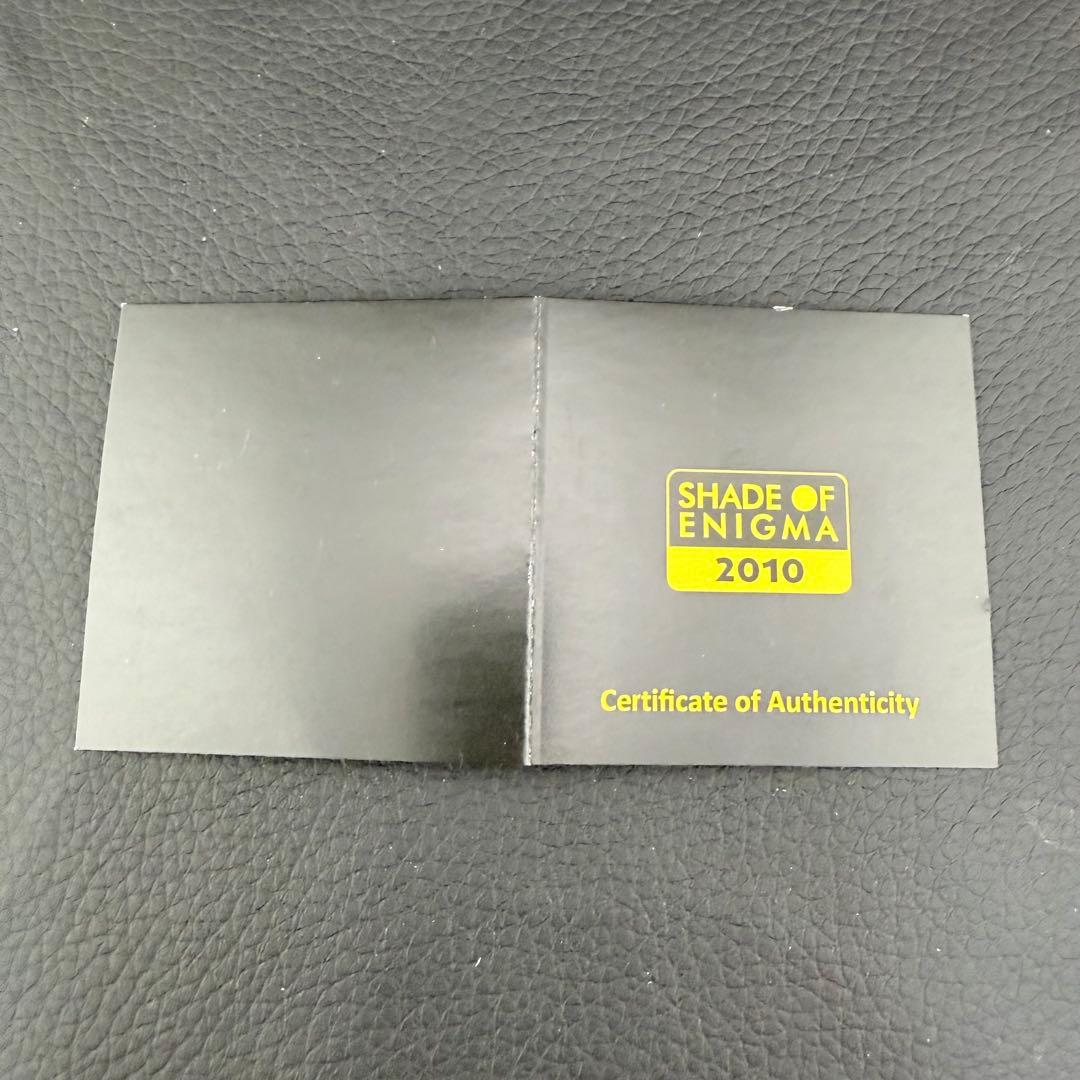 SHADE OF
ENIGMA
2010
Certificate of Authenticity